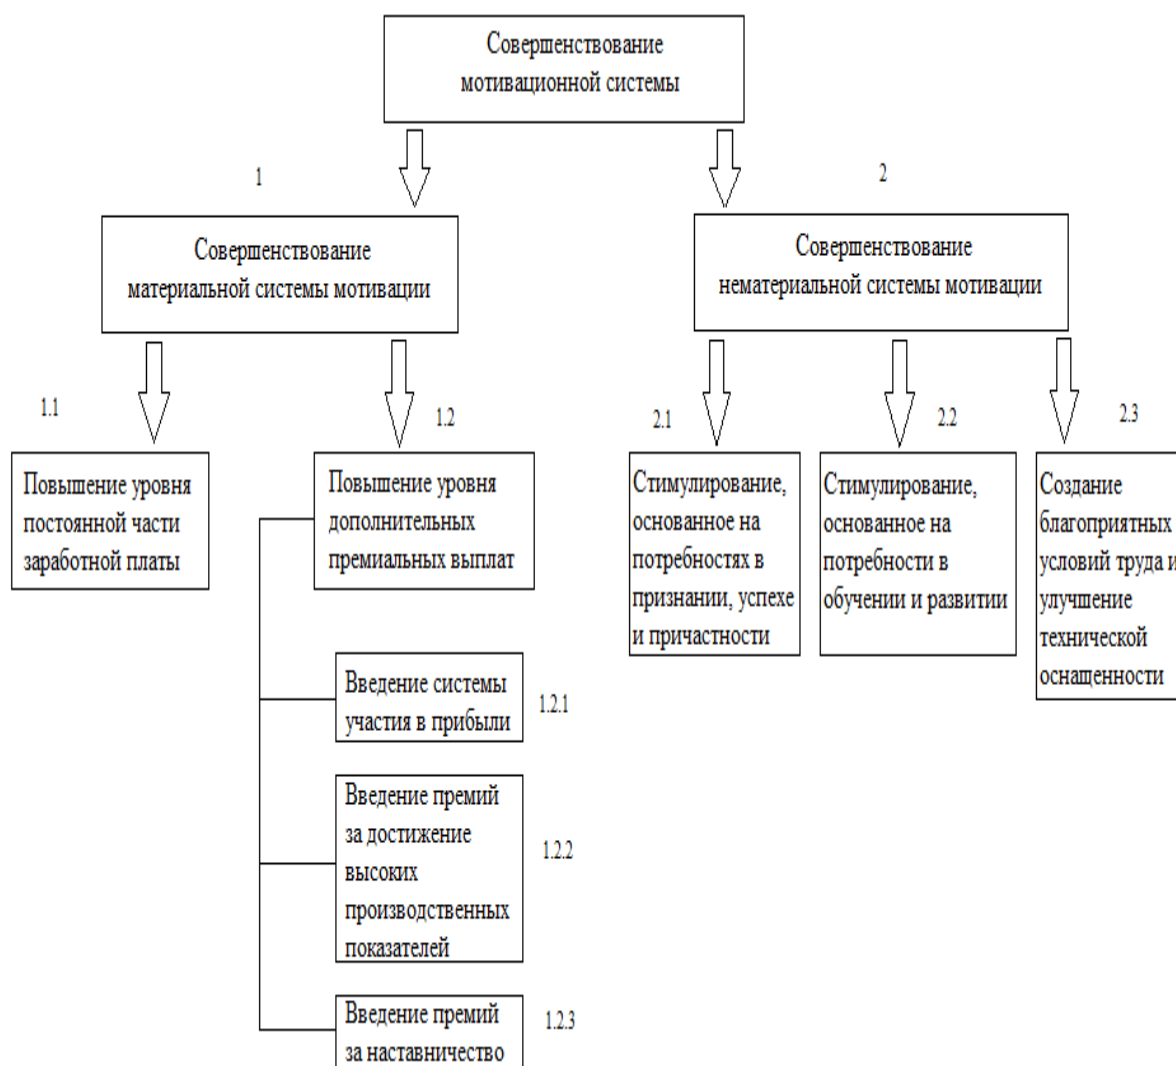 Совершенствование
мотивационной системы
1
2
Совершенствование
материальной системы мотивации
Совершенствование
нематериальной системы мотивации
1.1
1.2
2.1
2.2
2.3
Повышение уровня
постоянной части
заработной платы
Повышение уровня
дополнительных
премиальных выплат
Стимулирование,
основанное на
потребностях в
признании, успехе
и причастности
Стимулирование,
основанное на
потребности в
обучении и развитии
Создание
благоприятных
условий труда и
улучшение
технической
оснащенности
Введение системы
участия в прибыли
1.2.1
Введение премий
за достижение
высоких
производственных
показателей
1.2.2
Введение премий
за наставничество
1.2.3